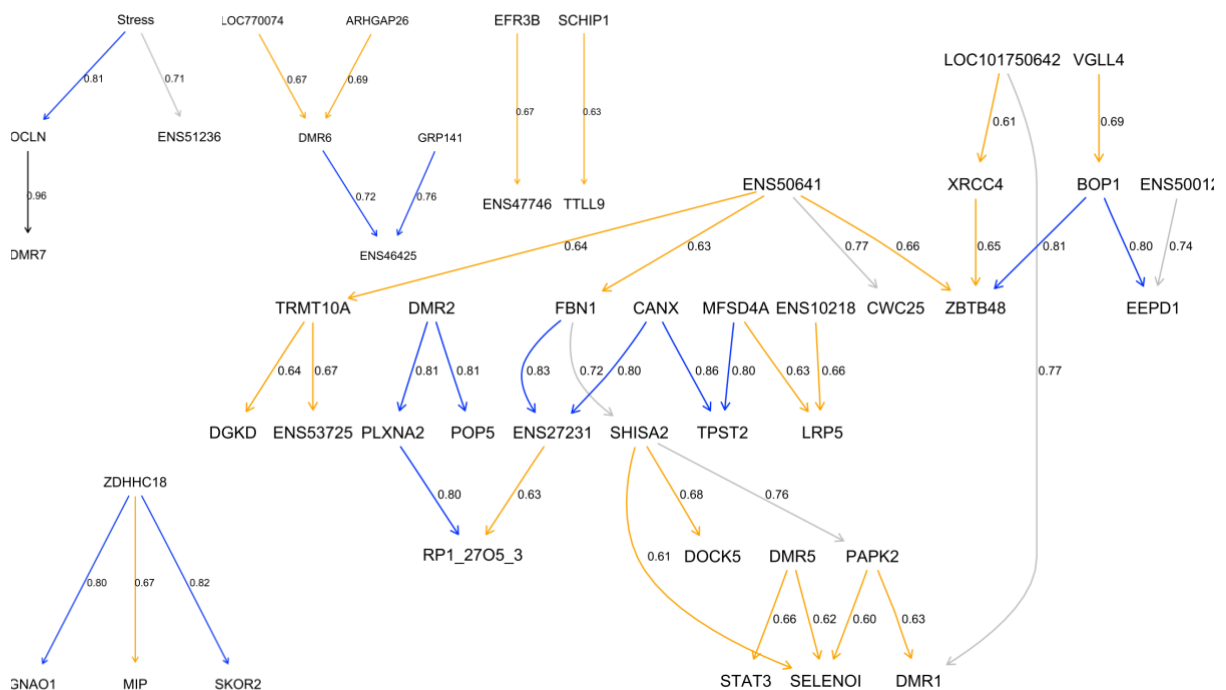 Stress LOC770074 ARHGAP26 EFR3B SCHIP1
LOC101750642 VGLL4
0.81 0.71 0.67 0.69
0.67 0.63 0.61 0.69
OCLN ENS51236 DMR6 GRP141
ENS50641 XRCC4 BOP1 ENS50012
0.96 0.72 0.76 ENS47746 TTLL9
DMR7 ENS46425 0.64 0.63 0.77 0.66 0.65 0.81 0.80 0.74
TRMT10A DMR2 FBN1 CANX MFSD4A ENS10218 CWC25 ZBTB48 EEPD1
0.64 0.67 0.81 0.81 0.83 0.72 0.80 0.86 0.80 0.63 0.66 0.77
DGKD ENS53725 PLXNA2 POP5 ENS27231 SHISA2 TPST2 LRP5
ZDHHC18 0.80 0.63 0.68 0.76
RP1_27O5_3 0.61 DOCK5 DMR5 PAPK2
0.80 0.67 0.82
0.66 0.62 0.60 0.63
GNAO1 MIP SKOR2 STAT3 SELENOI DMR1